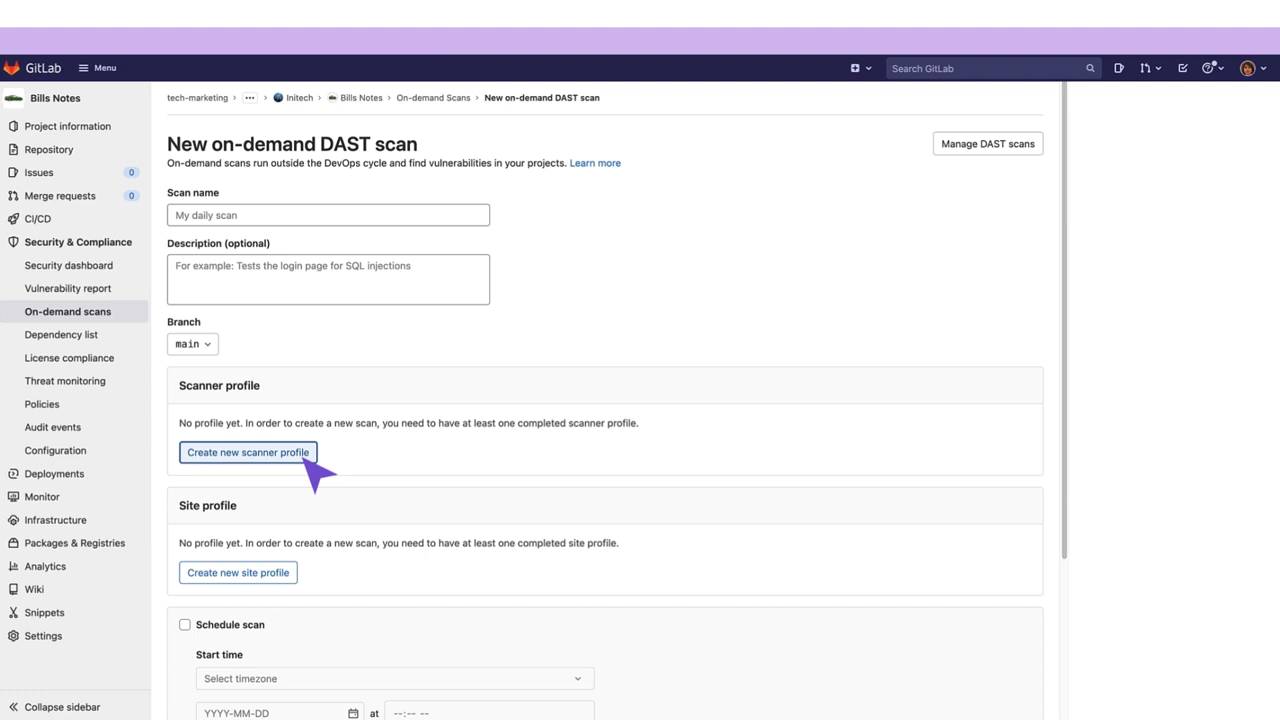 GitLab
Menu
Search GitLab
Bills Notes
Project information
Repository
Issues 0
Merge requests 0
CI/CD
Security & Compliance
Security dashboard
Vulnerability report
On-demand scans
Dependency list
License compliance
Threat monitoring
Policies
Audit events
Configuration
Deployments
Monitor
Infrastructure
Packages & Registries
Analytics
Wiki
Snippets
Settings
Collapse sidebar
tech-marketing › ••• › Initech › Bills Notes › On-demand Scans › New on-demand DAST scan
New on-demand DAST scan
Manage DAST scans
On-demand scans run outside the DevOps cycle and find vulnerabilities in your projects. Learn more
Scan name
My daily scan
Description (optional)
For example: Tests the login page for SQL injections
Branch
main
Scanner profile
No profile yet. In order to create a new scan, you need to have at least one completed scanner profile.
Create new scanner profile
Site profile
No profile yet. In order to create a new scan, you need to have at least one completed site profile.
Create new site profile
Schedule scan
Start time
Select timezone
YYYY-MM-DD at --:-- --